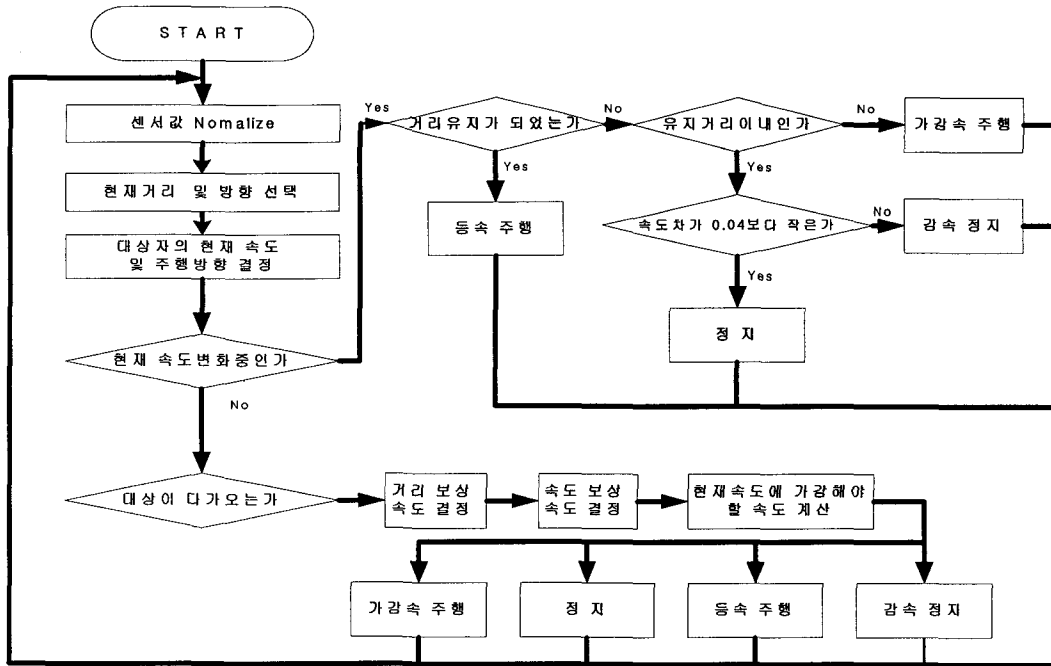 START
센서값 Nomalize
현재거리 및 방향 선택
대상자의 현재 속도
및 주행방향 결정
현재 속도변화중인가
Yes
No
거리유지가 되었는가
No
Yes
등속 주행
유지거리이내인가
No
Yes
가감속 주행
속도차가 0.04보다 작은가
No
Yes
감속 정지
정 지
대상이 다가오는가
거리 보상
속도 결정
속도 보상
속도 결정
현재속도에 가감해야
할 속도 계산
가감속 주행
정 지
등속 주행
감속 정지